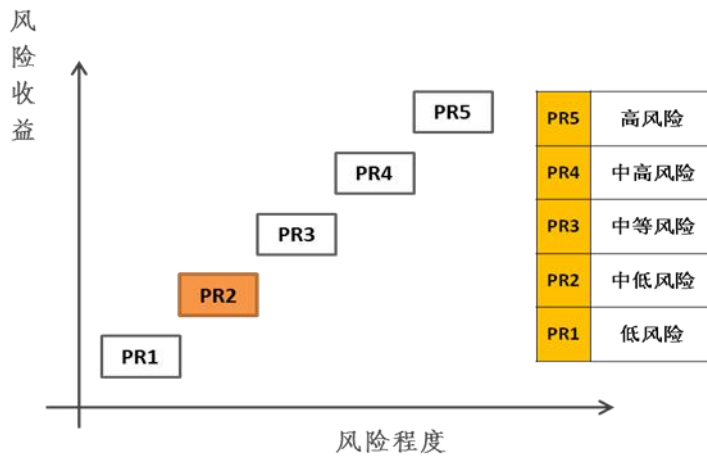 风险收益
PR5
PR4
PR3
PR2
PR1
风险程度
PR5 高风险
PR4 中高风险
PR3 中等风险
PR2 中低风险
PR1 低风险